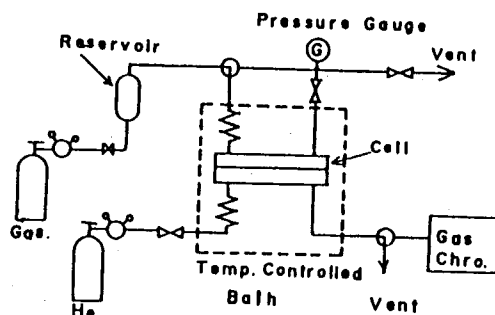 Pressure Gauge
Reservoir
G
Vent
Cell
Gas.
Gas
Chro.
Temp. Controlled
Bath
Vent
He